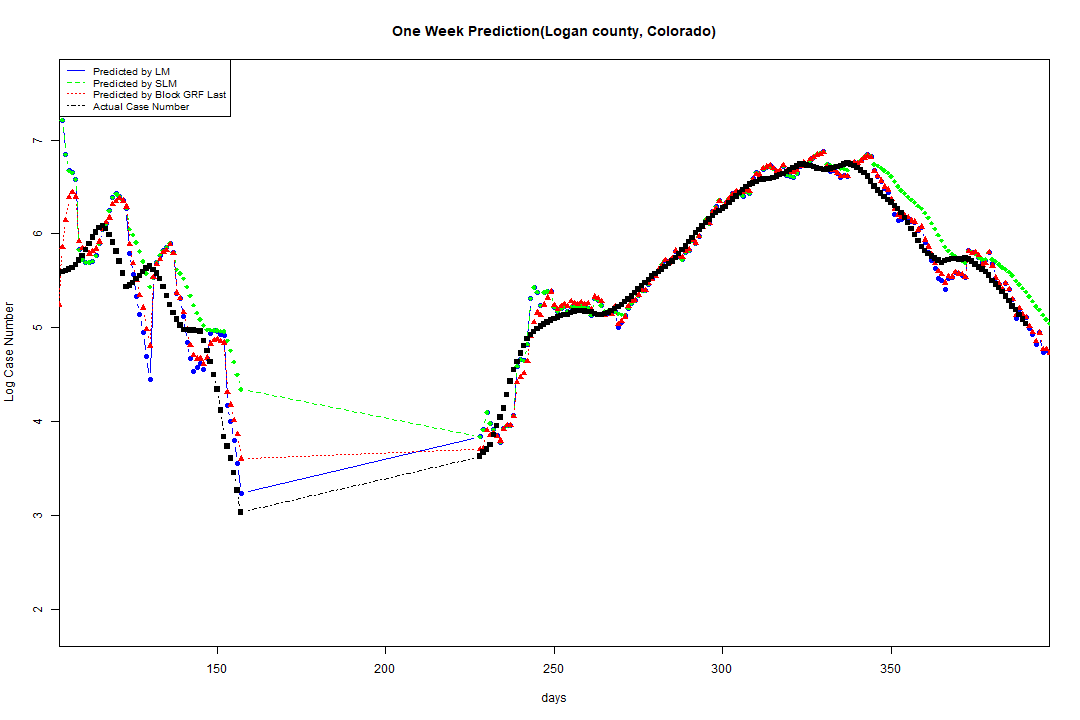 One Week Prediction(Logan county, Colorado)
Predicted by LM
Predicted by SLM
Predicted by Block GRF Last
Actual Case Number
7
6
5
4
3
2
Log Case Number
150
200
250
300
350
days